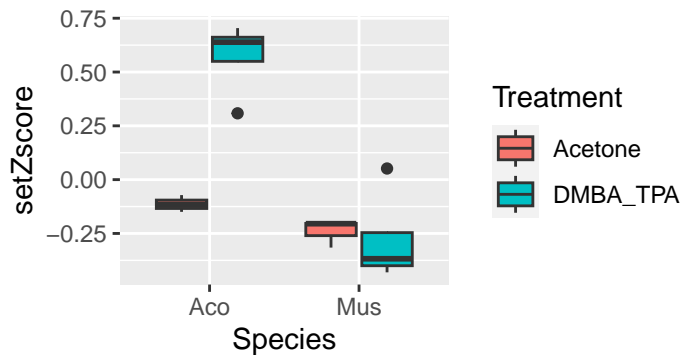 0.75
0.50
0.25
0.00
−0.25
setZscore
Aco
Mus
Species
Treatment
Acetone
DMBA_TPA